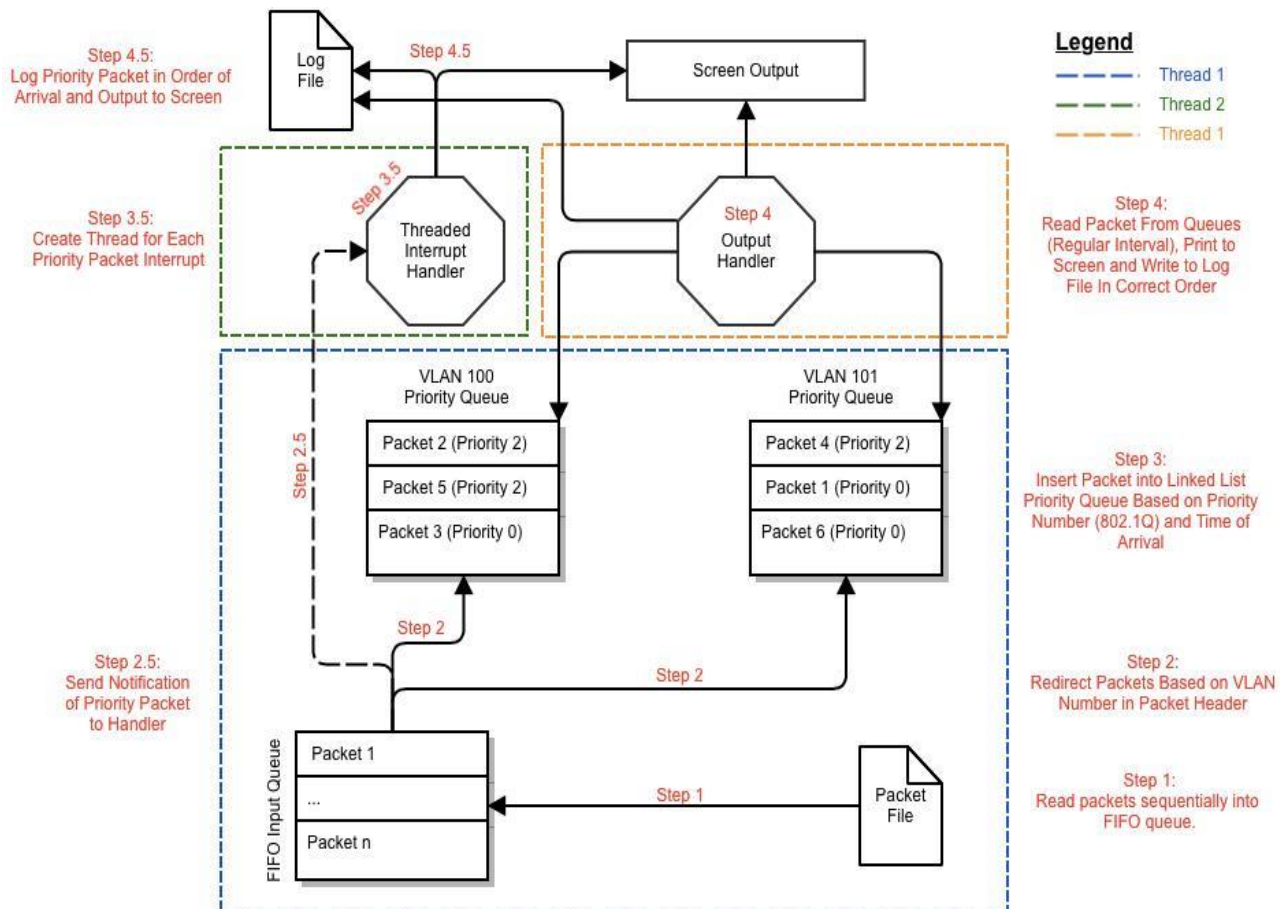 Step 4.5:
Log Priority Packet in Order of
Arrival and Output to Screen
Log
File
Step 4.5
Screen Output
Legend
Thread 1
Thread 2
Thread 1
Step 3.5:
Create Thread for Each
Priority Packet Interrupt
Step 3.5
Threaded
Interrupt
Handler
Step 4
Output
Handler
Step 4:
Read Packet From Queues
(Regular Interval), Print to
Screen and Write to Log
File In Correct Order
Step 2.5
VLAN 100
Priority Queue
Packet 2 (Priority 2)
Packet 5 (Priority 2)
Packet 3 (Priority 0)
VLAN 101
Priority Queue
Packet 4 (Priority 2)
Packet 1 (Priority 0)
Packet 6 (Priority 0)
Step 3:
Insert Packet into Linked List
Priority Queue Based on Priority
Number (802.1Q) and Time of
Arrival
Step 2.5:
Send Notification
of Priority Packet
to Handler
Step 2
Step 2
Step 2:
Redirect Packets Based on VLAN
Number in Packet Header
FIFO Input Queue
Packet 1
...
Packet n
Step 1
Packet
File
Step 1:
Read packets sequentially into
FIFO queue.